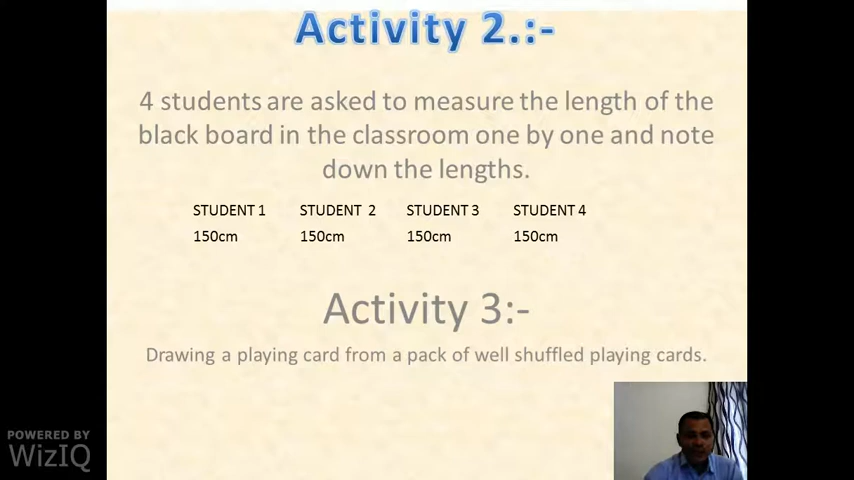 Activity 2.:-
4 students are asked to measure the length of the
black board in the classroom one by one and note
down the lengths.
STUDENT 1 STUDENT 2 STUDENT 3 STUDENT 4
150cm 150cm 150cm 150cm
Activity 3:-
Drawing a playing card from a pack of well shuffled playing cards.
POWERED BY
WizIQ